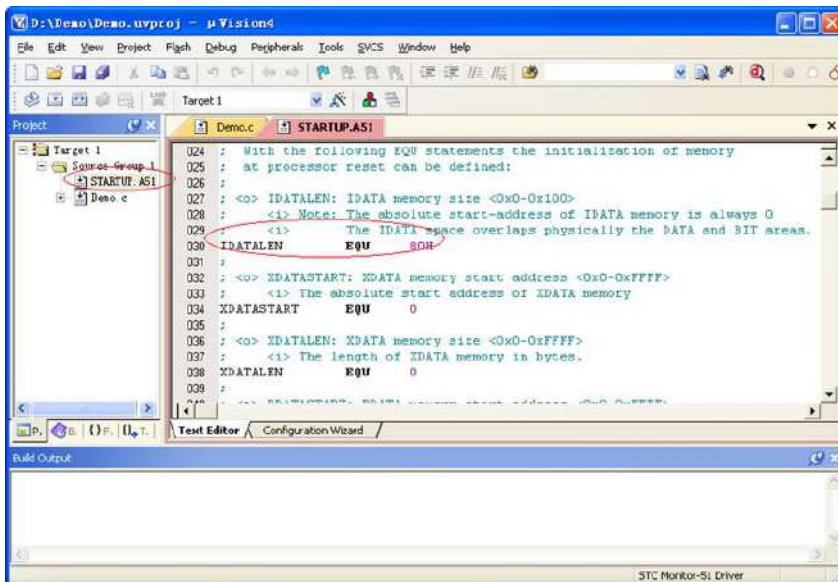 D:\Demo\Demo.uvproj - µVision4
File Edit View Project Flash Debug Peripherals Tools SVCS Window Help
Target 1
Project
Demo.c STARTUP.A51
Target 1
Source Group 1
STARTUP.A51
Demo.c
024 ; With the following EQU statements the initialization of memory
025 ; at processor reset can be defined:
026 ;
027 ; <o> IDATALEN: IDATA memory size <0x0-0x100>
028 ; <i> Note: The absolute start-address of IDATA memory is always 0
029 ; <i> The IDATA space overlaps physically the DATA and BIT areas.
030 IDATALEN EQU 80H
031 ;
032 ; <o> XDATASTART: XDATA memory start address <0x0-0xFFFF>
033 ; <i> The absolute start address of XDATA memory
034 XDATASTART EQU 0
035 ;
036 ; <o> XDATALEN: XDATA memory size <0x0-0xFFFF>
037 ; <i> The length of XDATA memory in bytes.
038 XDATALEN EQU 0
039 ;
P. B. {} F. T.
Text Editor Configuration Wizard
Build Output
STC Monitor-51 Driver